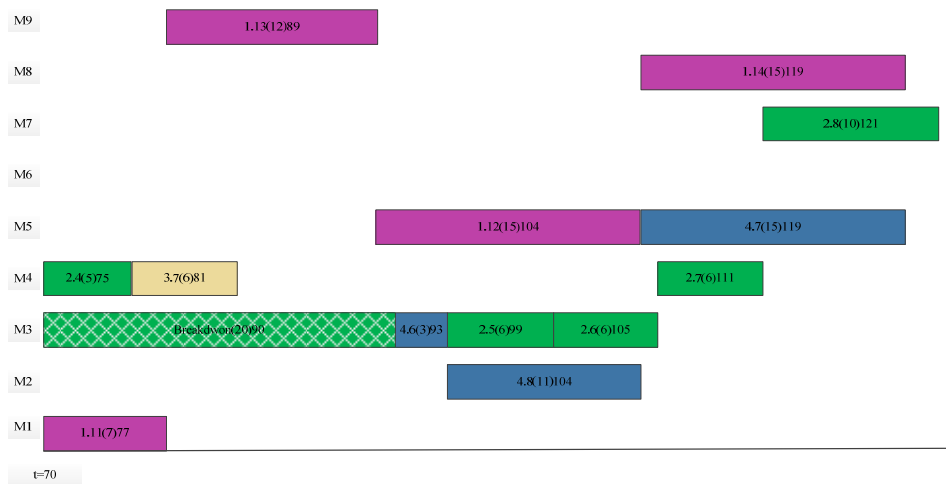 M9
1.13(12)89
M8
1.14(15)119
M7
2.8(10)121
M6
M5
1.12(15)104
4.7(15)119
M4
2.4(5)75
3.7(6)81
2.7(6)111
M3
Breakdwon(20)90
4.6(3)93
2.5(6)99
2.6(6)105
M2
4.8(11)104
M1
1.11(7)77
t=70